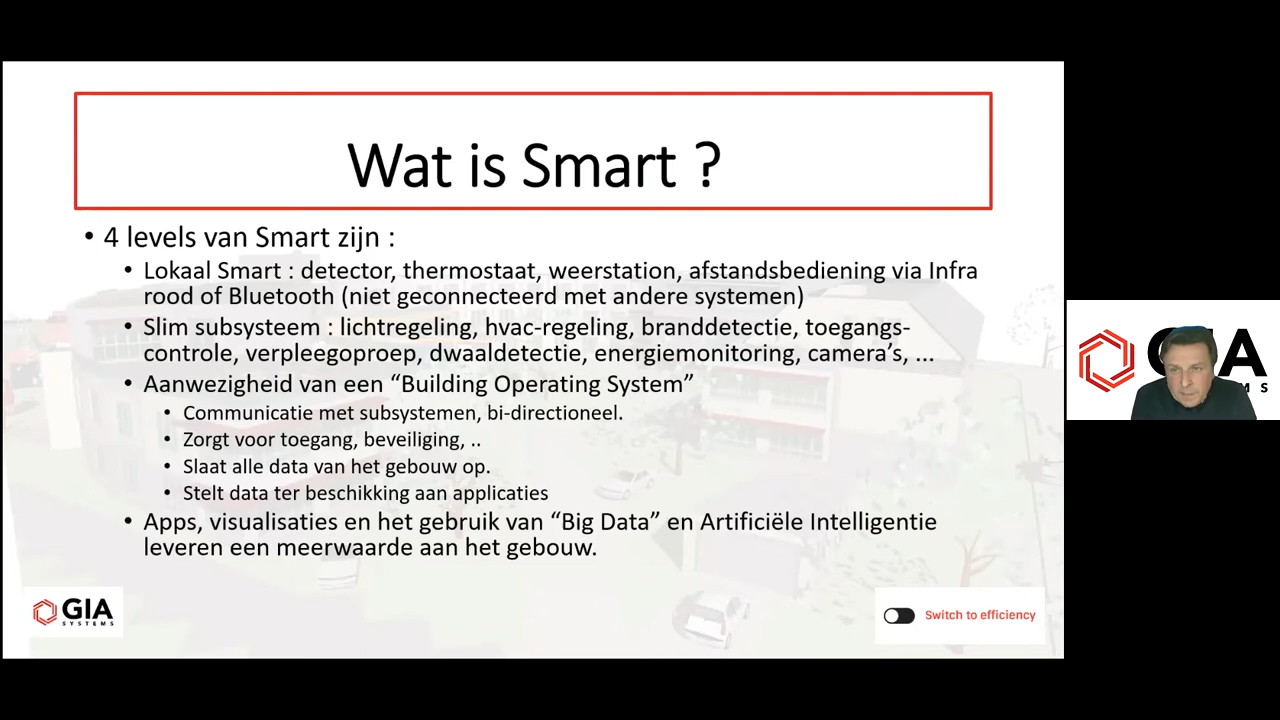 Wat is Smart ?
• 4 levels van Smart zijn :
• Lokaal Smart : detector, thermostaat, weerstation, afstandsbediening via Infra
rood of Bluetooth (niet geconnecteerd met andere systemen)
• Slim subsysteem : lichtregeling, hvac-regeling, branddetectie, toegangs-
controle, verpleegoproep, dwaaldetectie, energiemonitoring, camera’s, ...
• Aanwezigheid van een “Building Operating System”
• Communicatie met subsystemen, bi-directioneel.
• Zorgt voor toegang, beveiliging, ..
• Slaat alle data van het gebouw op.
• Stelt data ter beschikking aan applicaties
• Apps, visualisaties en het gebruik van “Big Data” en Artificiële Intelligentie
leveren een meerwaarde aan het gebouw.
GIA
SYSTEMS
Switch to efficiency